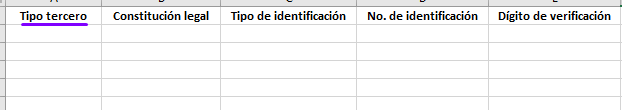 Tipo tercero Constitución legal Tipo de identificación No. de identificación Dígito de verificación